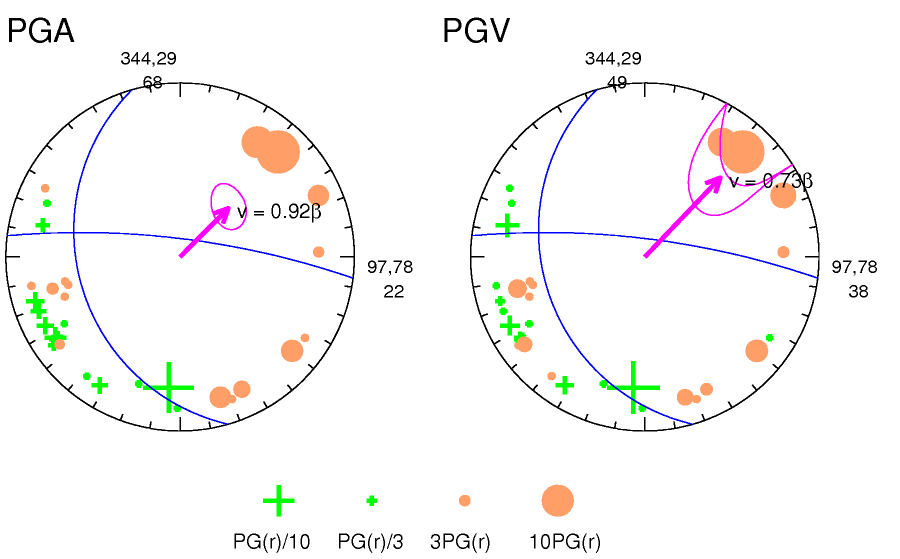 PGA
PGV
344,29
68
344,29
49
v = 0.92β
v = 0.73β
97,78
22
97,78
38
PG(r)/10
PG(r)/3
3PG(r)
10PG(r)